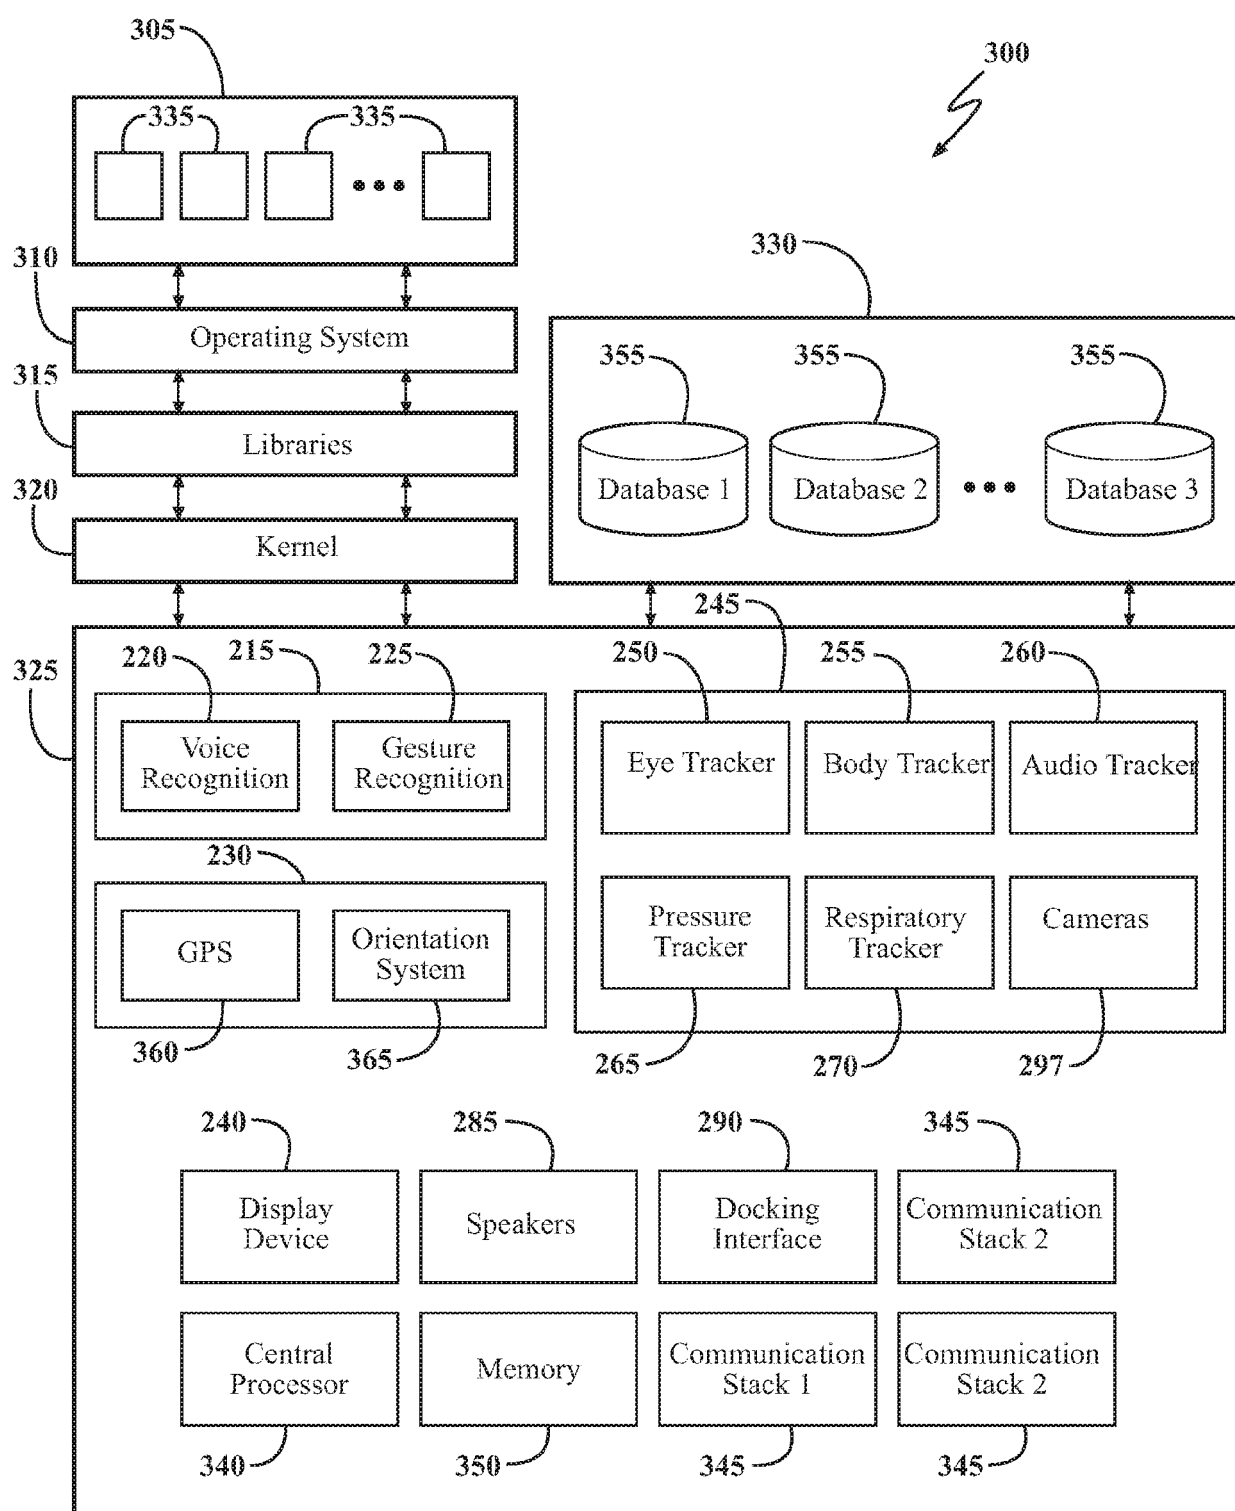 305
300
335
335
310
330
Operating System
315
355
355
355
Libraries
Database 1
Database 2
Database 3
320
Kernel
245
220
215
225
250
255
260
325
Voice
Recognition
Gesture
Recognition
Eye Tracker
Body Tracker
Audio Tracker
230
GPS
Orientation
System
Pressure
Tracker
Respiratory
Tracker
Cameras
360
365
265
270
297
240
285
290
345
Display
Device
Speakers
Docking
Interface
Communication
Stack 2
Central
Processor
Memory
Communication
Stack 1
Communication
Stack 2
340
350
345
345